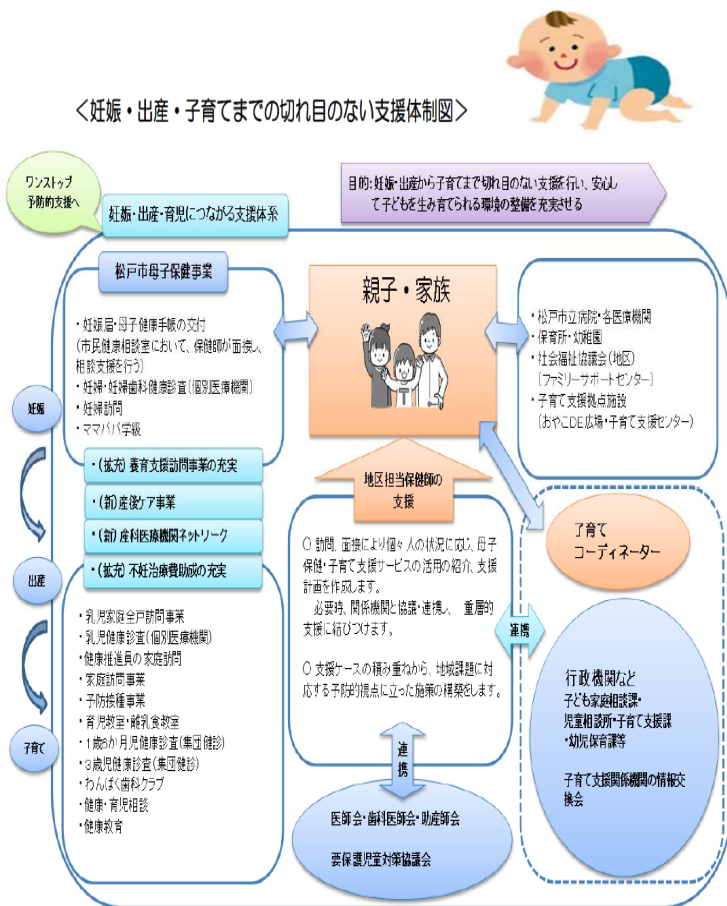 ＜妊娠・出産・子育てまでの切れ目のない支援体制図＞
ワンストップ
予防的支援へ
妊娠・出産・育児につながる支援体系
目的：妊娠・出産から子育てまで切れ目のない支援を行い、安心し
て子どもを生み育てられる環境の整備を充実させる
松戸市母子保健事業
・妊娠届・母子健康手帳の交付
（市民健康相談室において、保健師が面接し、
相談支援を行う）
・妊婦・妊婦歯科健康診査（個別医療機関）
・妊婦訪問
・ママパパ学級
親子・家族
・松戸市立病院・各医療機関
・保育所・幼稚園
・社会福祉協議会（地区）
（ファミリーサポートセンター）
・子育て支援拠点施設
（おやこDE広場・子育て支援センター）
妊娠
出産
子育て
・（拡充）養育支援訪問事業の充実
・（新）産後ケア事業
・（新）産科医療機関ネットワーク
・（拡充）不妊治療費助成の充実
・乳児家庭全戸訪問事業
・乳児健康診査（個別医療機関）
・健康推進員の家庭訪問
・家庭訪問事業
・予防接種事業
・育児教室・離乳食教室
・１歳6か月児健康診査（集団健診）
・３歳児健康診査（集団健診）
・わんぱく歯科クラブ
・健康・育児相談
・健康教育
地区担当保健師の
支援
○ 訪問、面接により個々人の状況に応じ、母子
保健・子育て支援サービスの活用の紹介、支援
計画を作成します。
必要時、関係機関と協議・連携し、 重層的
支援に結びつけます。
○ 支援ケースの積み重ねから、地域課題に対
応する予防的視点に立った施策の構築をします。
連携
連携
医師会・歯科医師会・助産師会
要保護児童対策協議会
子育て
コーディネーター
行政機関など
子ども家庭相談課・
児童相談所・子育て支援課
・幼児保育課等
子育て支援関係機関の情報交
換会